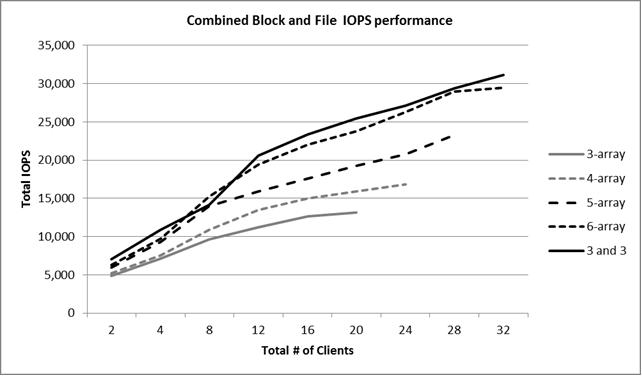 Combined Block and File IOPS performance
35,000
30,000
25,000
20,000
15,000
10,000
5,000
0
Total IOPS
2 4 8 12 16 20 24 28 32
Total # of Clients
3-array
4-array
5-array
6-array
3 and 3